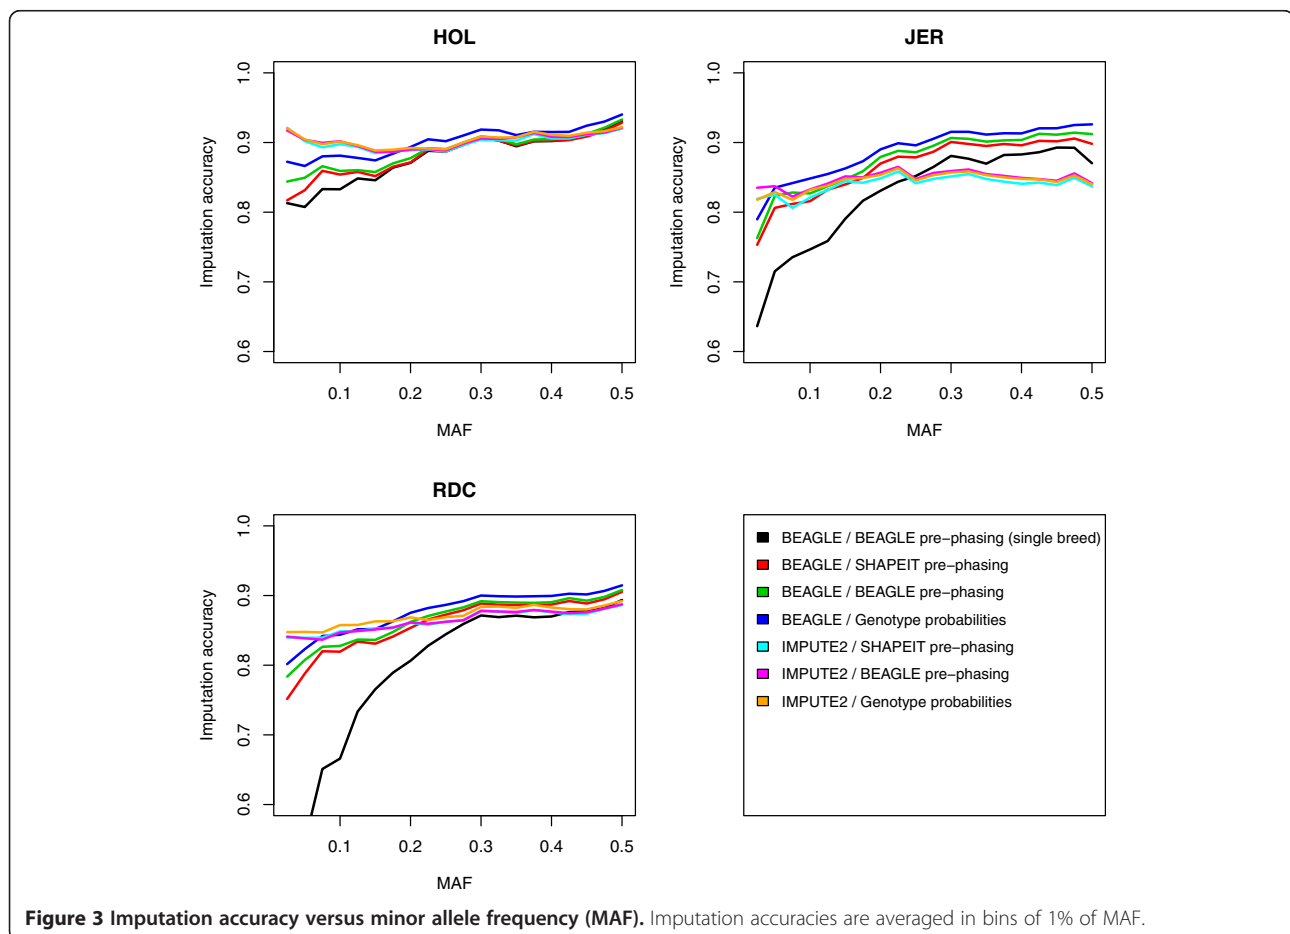 HOL
Imputation accuracy
1.0
0.9
0.8
0.7
0.6
0.1 0.2 0.3 0.4 0.5
MAF
JER
Imputation accuracy
1.0
0.9
0.8
0.7
0.6
0.1 0.2 0.3 0.4 0.5
MAF
RDC
Imputation accuracy
1.0
0.9
0.8
0.7
0.6
0.1 0.2 0.3 0.4 0.5
MAF
BEAGLE / BEAGLE pre−phasing (single breed)
BEAGLE / SHAPEIT pre−phasing
BEAGLE / BEAGLE pre−phasing
BEAGLE / Genotype probabilities
IMPUTE2 / SHAPEIT pre−phasing
IMPUTE2 / BEAGLE pre−phasing
IMPUTE2 / Genotype probabilities
Figure 3 Imputation accuracy versus minor allele frequency (MAF). Imputation accuracies are averaged in bins of 1% of MAF.